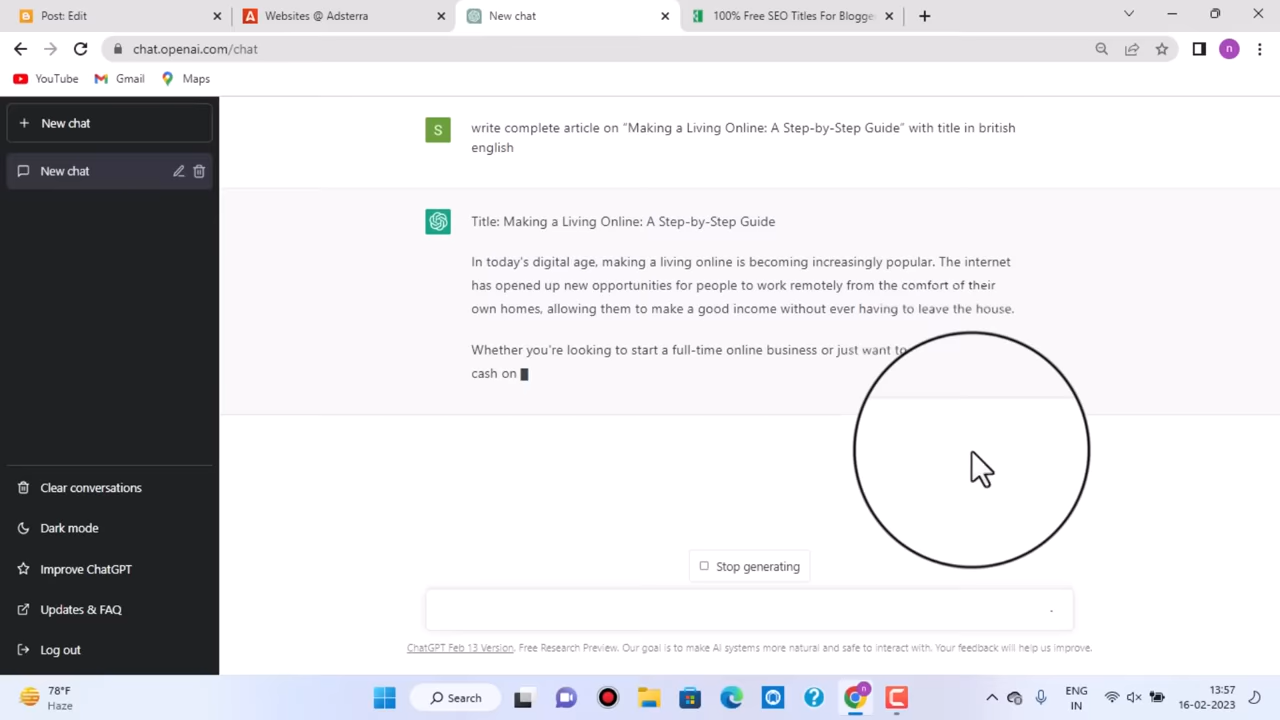 Post: Edit
Websites @ Adsterra
New chat
100% Free SEO Titles For Blogge
chat.openai.com/chat
n
YouTube
Gmail
Maps
New chat
New chat
S
write complete article on “Making a Living Online: A Step-by-Step Guide” with title in british
english
Title: Making a Living Online: A Step-by-Step Guide
In today's digital age, making a living online is becoming increasingly popular. The internet
has opened up new opportunities for people to work remotely from the comfort of their
own homes, allowing them to make a good income without ever having to leave the house.
Whether you're looking to start a full-time online business or just want to
cash on
Clear conversations
Dark mode
Improve ChatGPT
Updates & FAQ
Log out
Stop generating
ChatGPT Feb 13 Version. Free Research Preview. Our goal is to make AI systems more natural and safe to interact with. Your feedback will help us improve.
78°F
Haze
Search
n
ENG
IN
13:57
16-02-2023